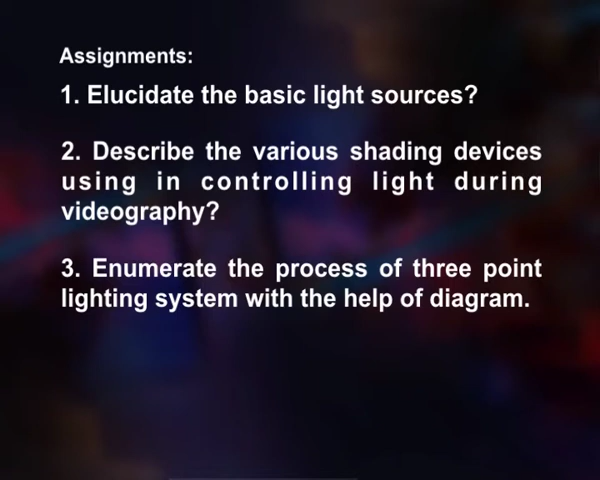 Assignments:
1. Elucidate the basic light sources?
2. Describe the various shading devices
using in controlling light during
videography?
3. Enumerate the process of three point
lighting system with the help of diagram.